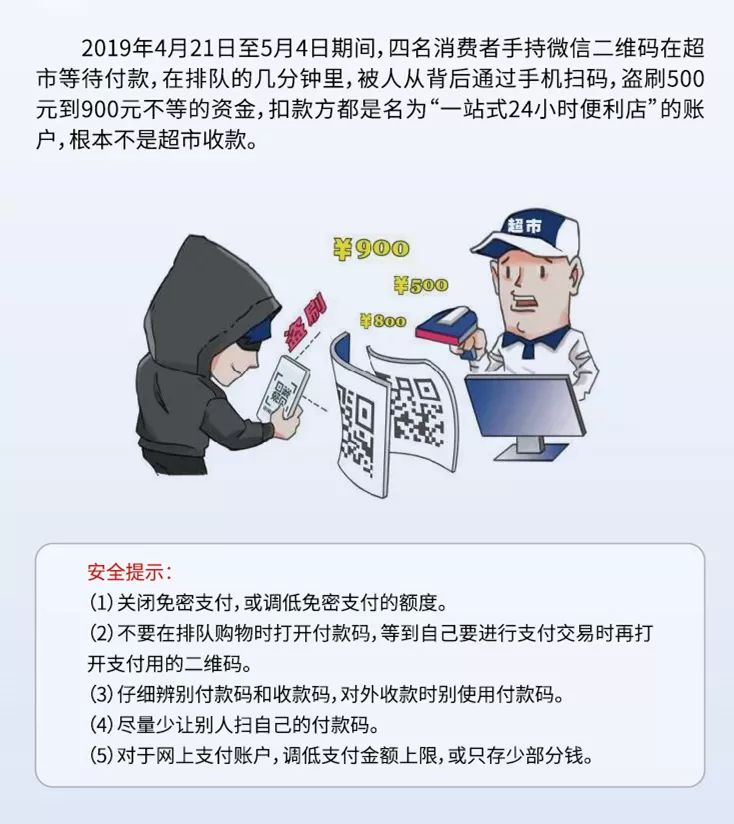 2019年4月21日至5月4日期间，四名消费者手持微信二维码在超
市等待付款，在排队的几分钟里，被人从背后通过手机扫码，盗刷500
元到900元不等的资金，扣款方都是名为“一站式24小时便利店”的账
户，根本不是超市收款。
超市
¥900
¥500
盗刷
¥800
安全提示：
（1）关闭免密支付，或调低免密支付的额度。
（2）不要在排队购物时打开付款码，等到自己要进行支付交易时再打
开支付用的二维码。
（3）仔细辨别付款码和收款码，对外收款时别使用付款码。
（4）尽量少让别人扫自己的付款码。
（5）对于网上支付账户，调低支付金额上限，或只存少部分钱。